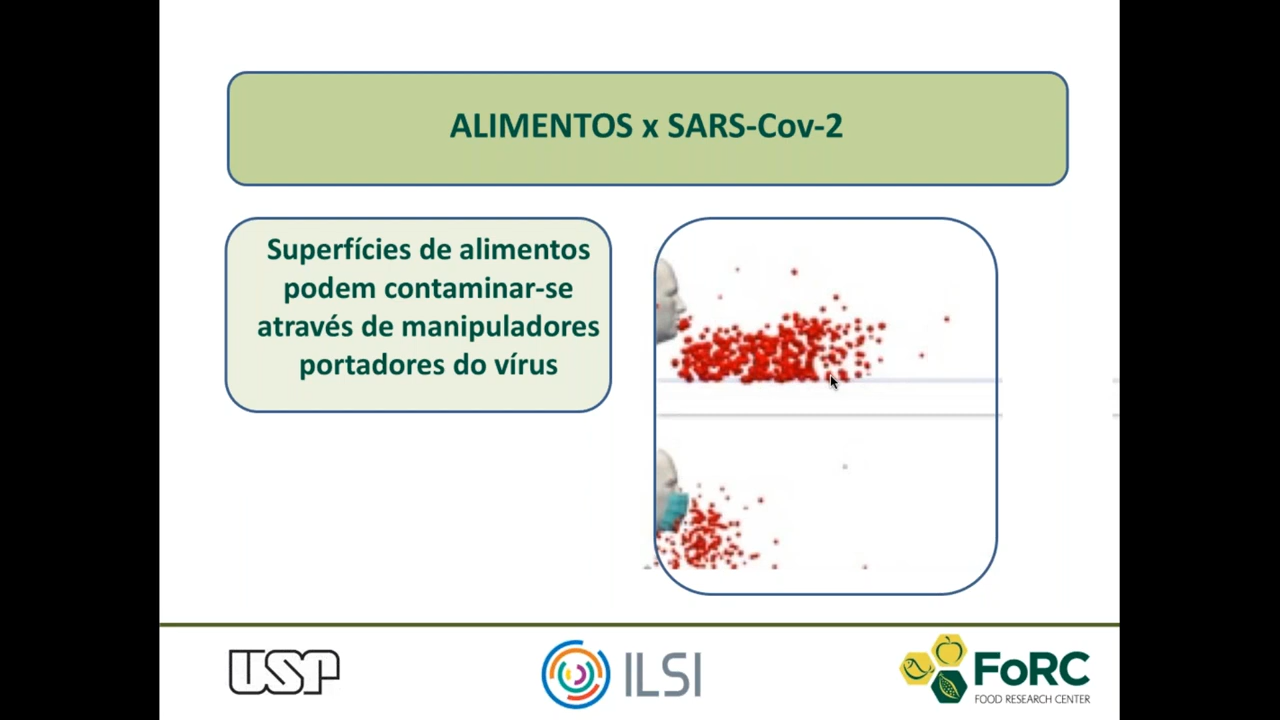 ALIMENTOS x SARS-Cov-2
Superfícies de alimentos
podem contaminar-se
através de manipuladores
portadores do vírus
USP
ILSI
FoRC
FOOD RESEARCH CENTER